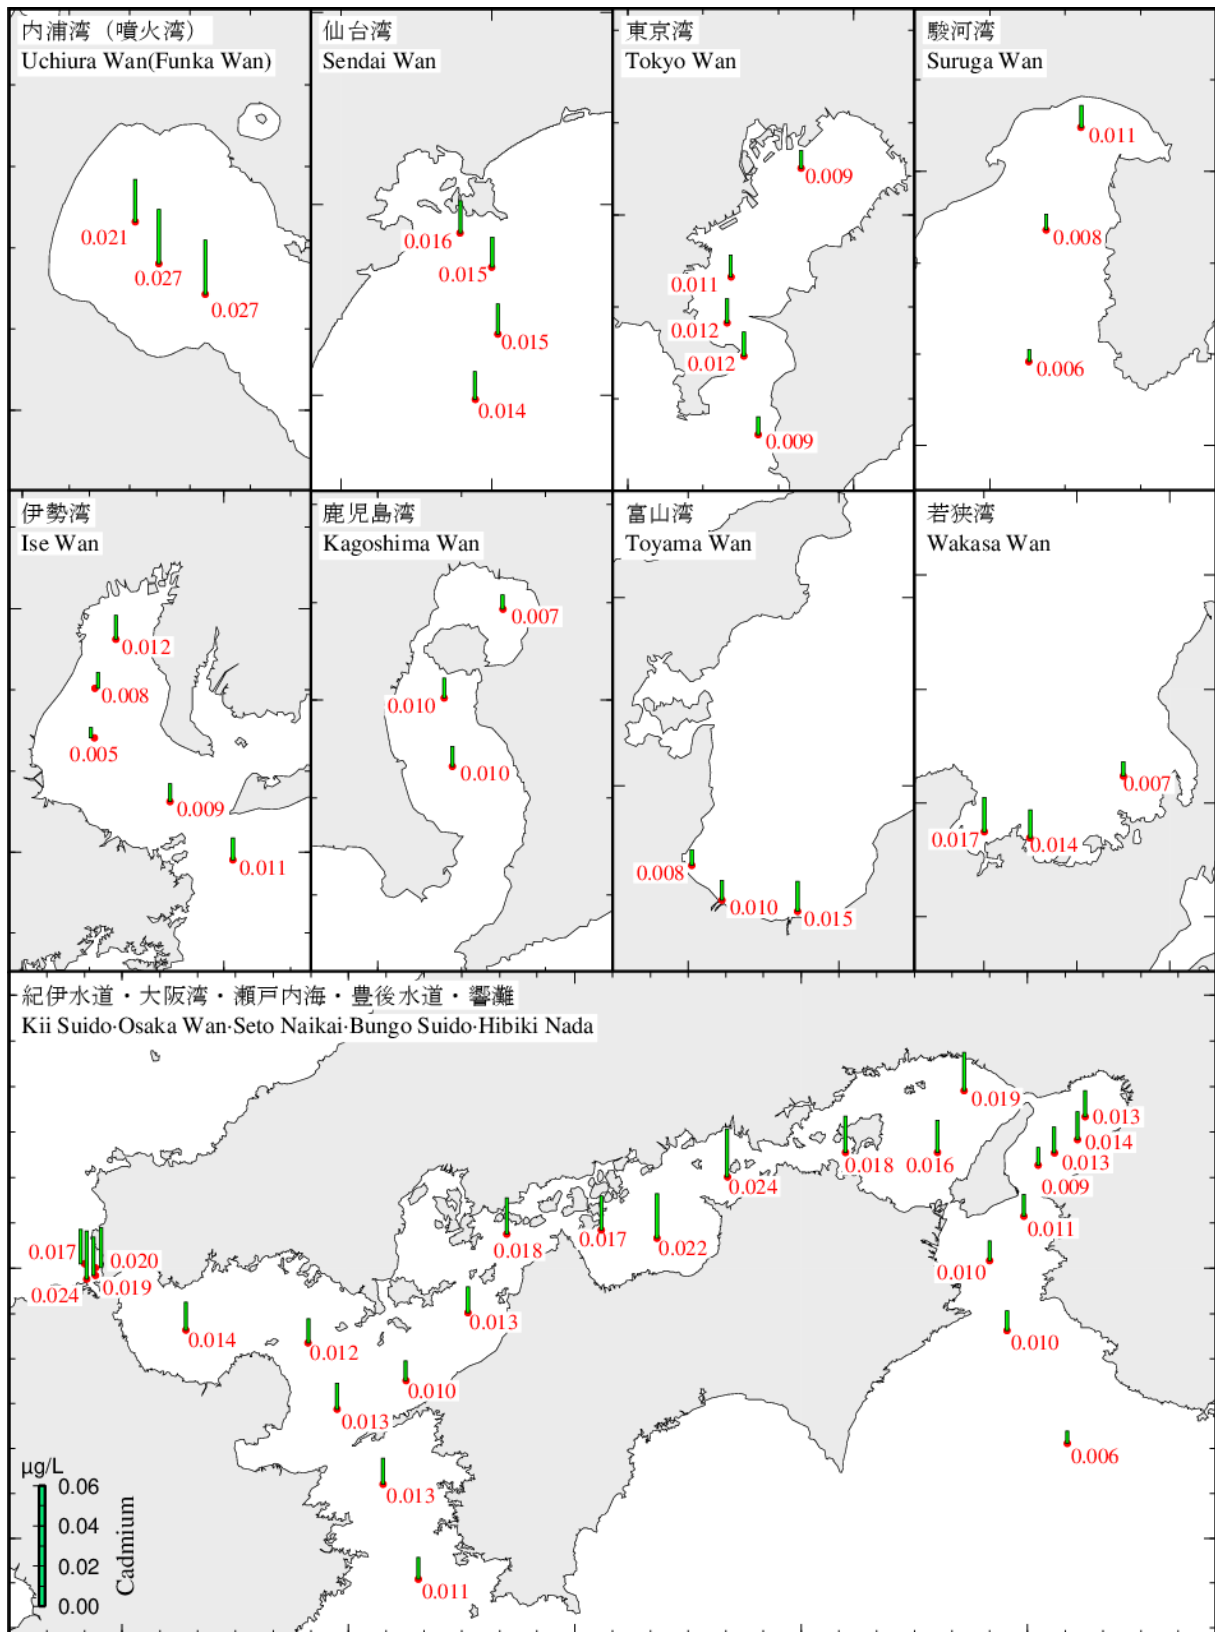 内浦湾（噴火湾）
Uchiura Wan(Funka Wan)
0.021
0.027
0.027
仙台湾
Sendai Wan
0.016
0.015
0.015
0.014
東京湾
Tokyo Wan
0.009
0.011
0.012
0.012
0.009
駿河湾
Suruga Wan
0.011
0.008
0.006
伊勢湾
Ise Wan
0.012
0.008
0.005
0.009
0.011
鹿児島湾
Kagoshima Wan
0.007
0.010
0.010
富山湾
Toyama Wan
0.008
0.010
0.015
若狭湾
Wakasa Wan
0.007
0.017
0.014
紀伊水道・大阪湾・瀬戸内海・豊後水道・響灘
Kii Suido·Osaka Wan·Seto Naikai·Bungo Suido·Hibiki Nada
0.019
0.013
0.014
0.013
0.009
0.018
0.016
0.024
0.011
0.017
0.022
0.018
0.010
0.017
0.020
0.019
0.024
0.014
0.012
0.013
0.010
0.010
0.013
0.006
0.013
0.011
µg/L
0.06
0.04
0.02
0.00
Cadmium